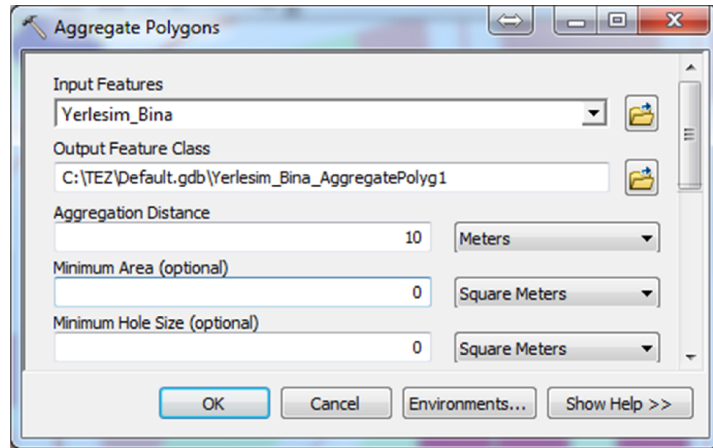 Aggregate Polygons
Input Features
Yerlesim_Bina
Output Feature Class
C:\TEZ\Default.gdb\Yerlesim_Bina_AggregatePolyg1
Aggregation Distance
10 Meters
Minimum Area (optional)
0 Square Meters
Minimum Hole Size (optional)
0 Square Meters
OK Cancel Environments... Show Help >>